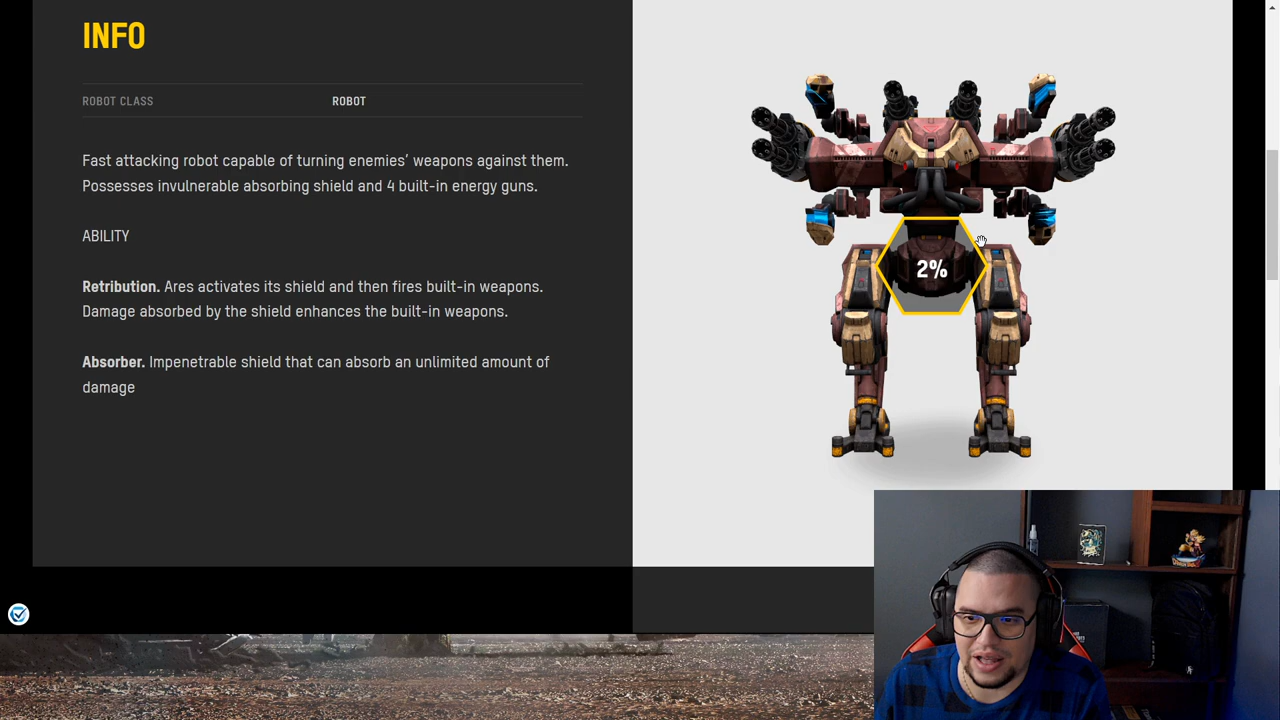 INFO
ROBOT CLASS ROBOT
Fast attacking robot capable of turning enemies’ weapons against them.
Possesses invulnerable absorbing shield and 4 built-in energy guns.
ABILITY
Retribution. Ares activates its shield and then fires built-in weapons.
Damage absorbed by the shield enhances the built-in weapons.
Absorber. Impenetrable shield that can absorb an unlimited amount of
damage
2%